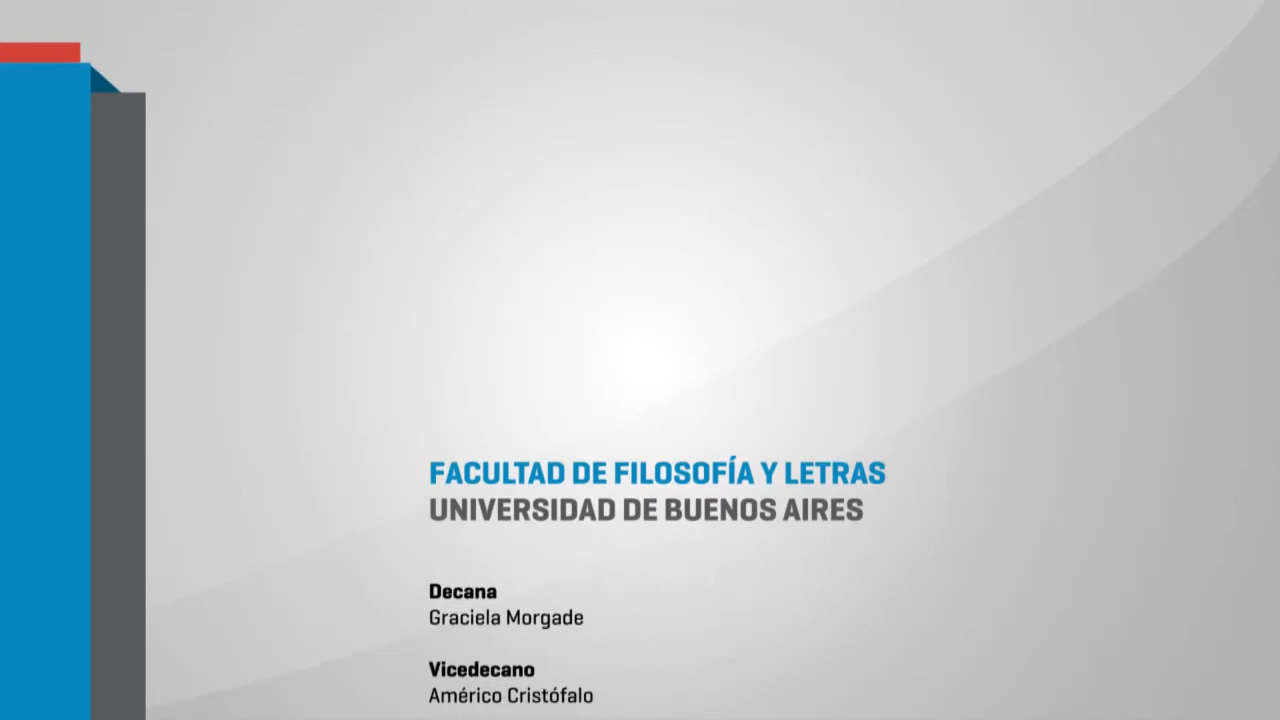 FACULTAD DE FILOSOFÍA Y LETRAS
UNIVERSIDAD DE BUENOS AIRES
Decana
Graciela Morgade
Vicedecano
Américo Cristófalo